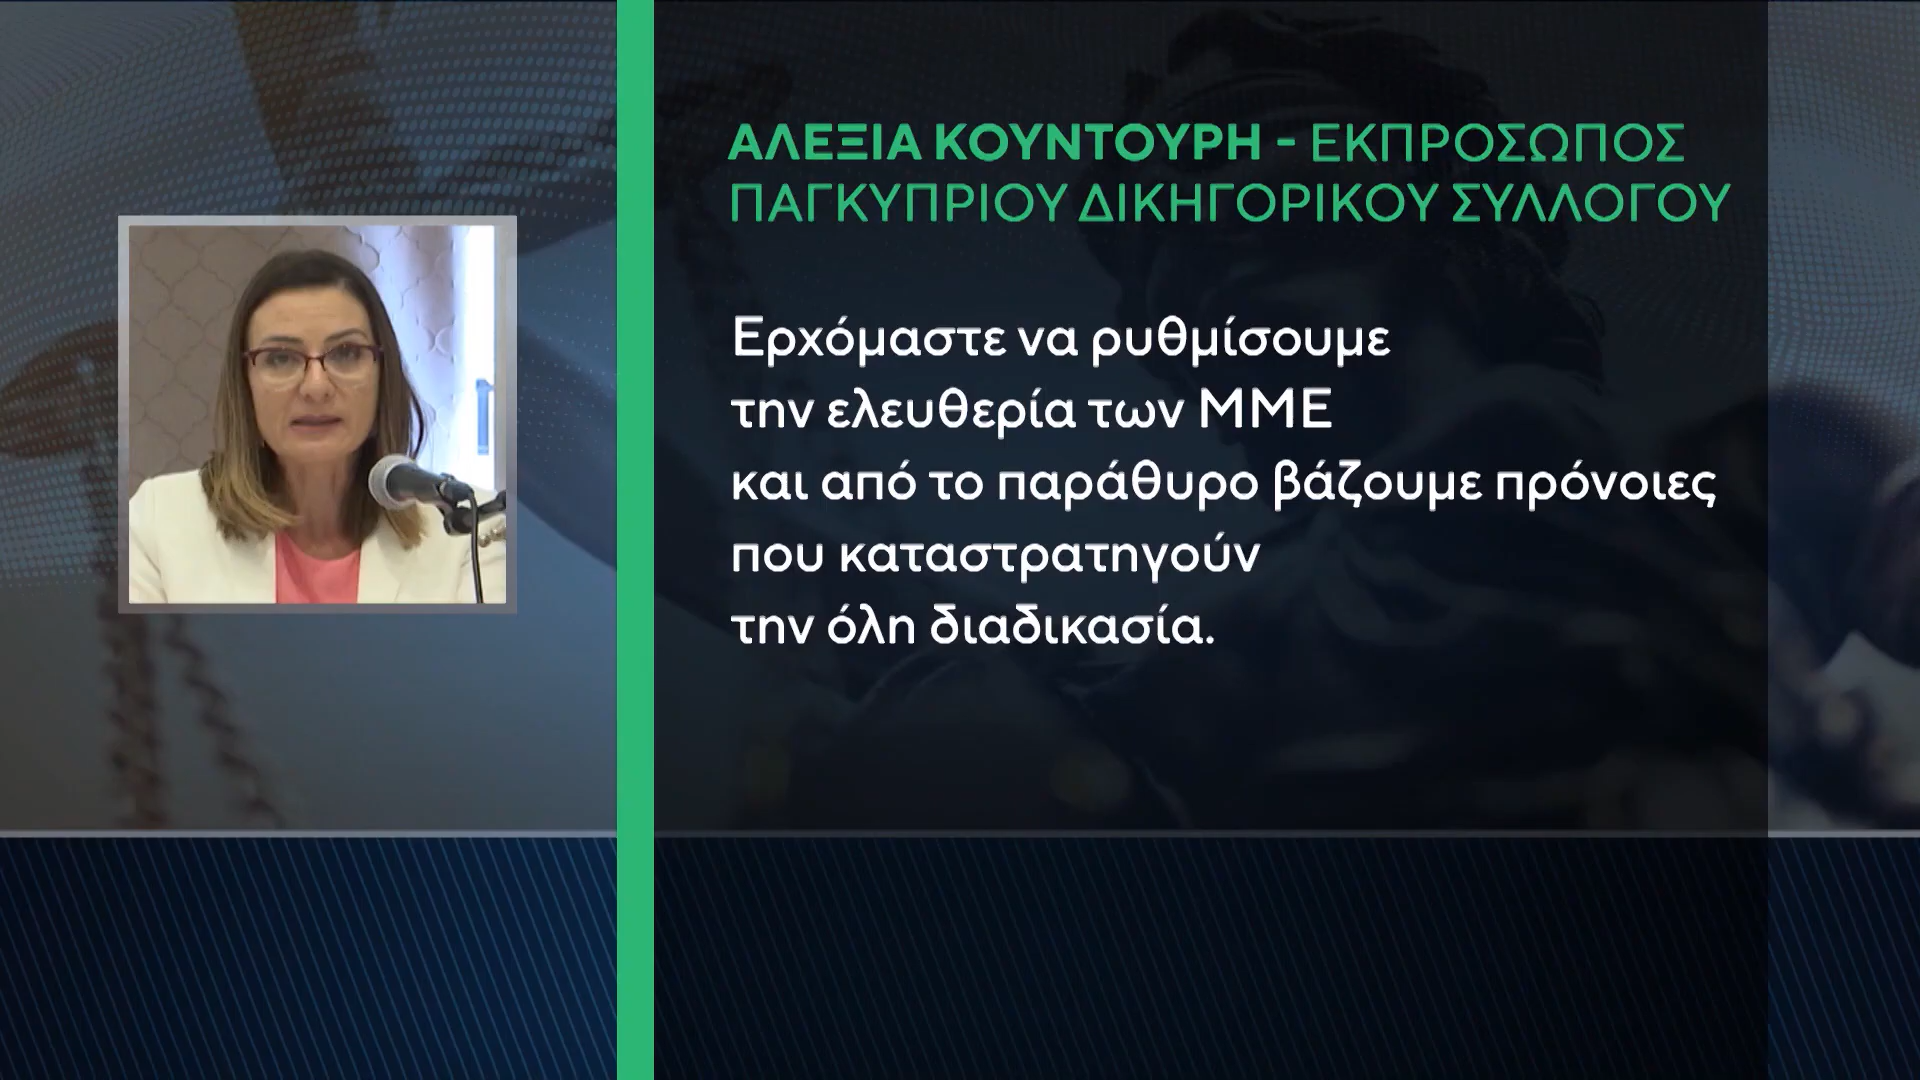 ΑΛΕΞΙΑ ΚΟΥΝΤΟΥΡΗ - ΕΚΠΡΟΣΩΠΟΣ
ΠΑΓΚΥΠΡΙΟΥ ΔΙΚΗΓΟΡΙΚΟΥ ΣΥΛΛΟΓΟΥ
Ερχόμαστε να ρυθμίσουμε
την ελευθερία των ΜΜΕ
και από το παράθυρο βάζουμε πρόνοιες
που καταστρατηγούν
την όλη διαδικασία.